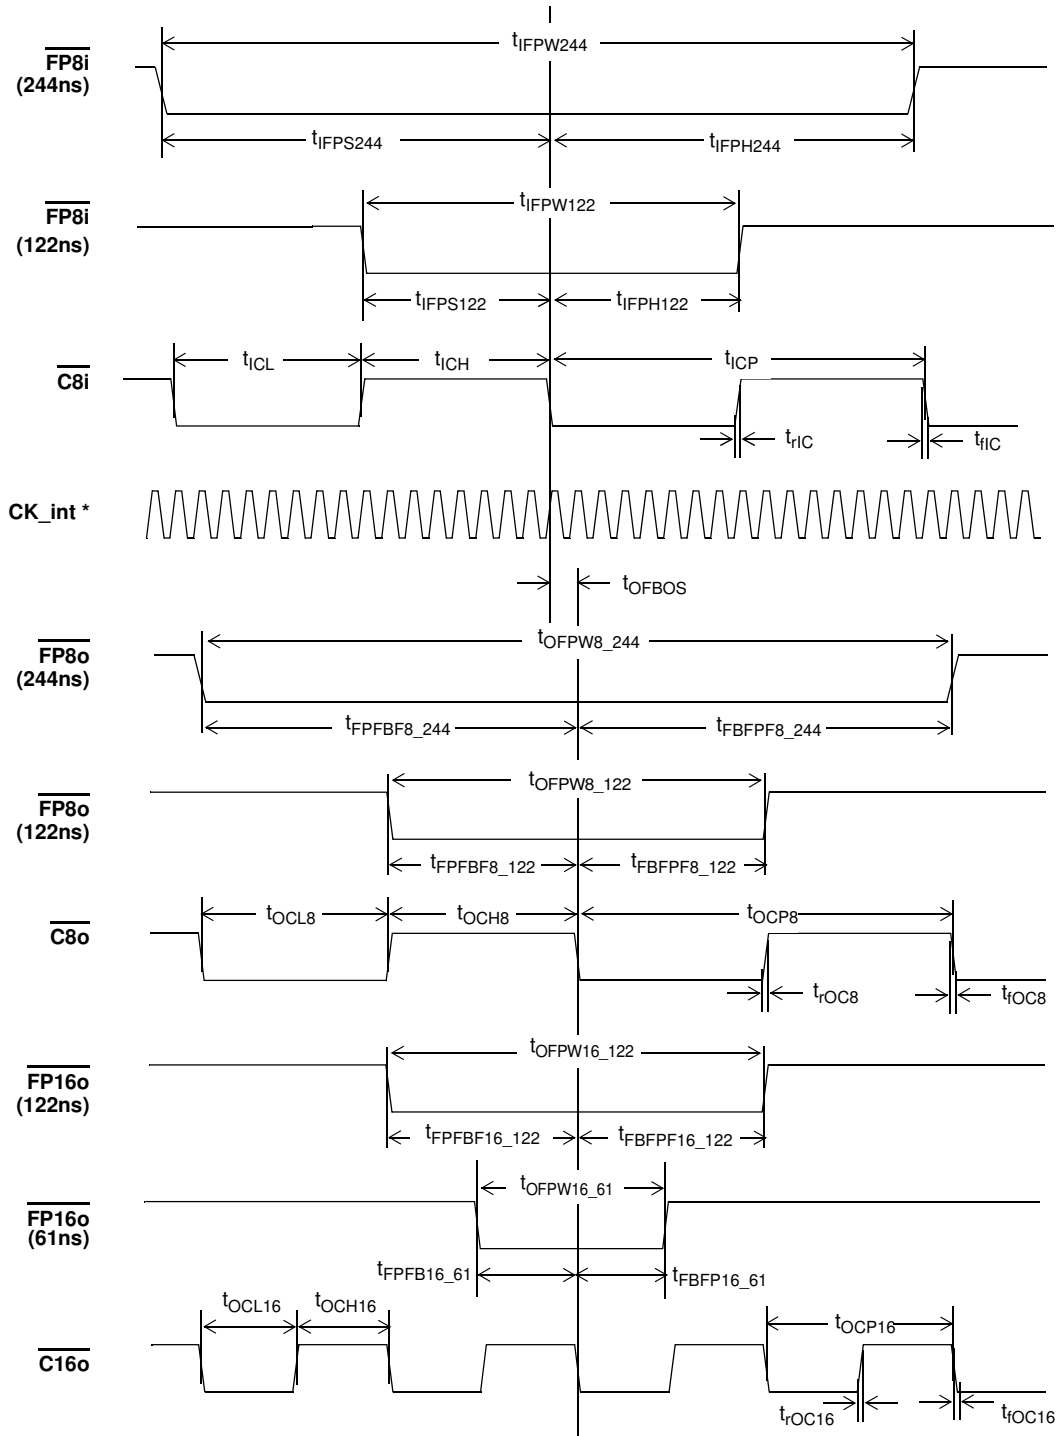 FP8i
(244ns)
tIFPW244
tIFPS244
tIFPH244
FP8i
(122ns)
tIFPW122
tIFPS122
tIFPH122
C8i
tICL
tICH
tICP
trIC
tfIC
CK_int *
tOFBOS
FP8o
(244ns)
tOFPW8_244
tFPFBF8_244
tFBFPF8_244
FP8o
(122ns)
tOFPW8_122
tFPFBF8_122
tFBFPF8_122
C8o
tOCL8
tOCH8
tOCP8
trOC8
tfOC8
FP16o
(122ns)
tOFPW16_122
tFPFBF16_122
tFBFPF16_122
FP16o
(61ns)
tOFPW16_61
tFPFB16_61
tFBFP16_61
C16o
tOCL16
tOCH16
tOCP16
trOC16
tfOC16